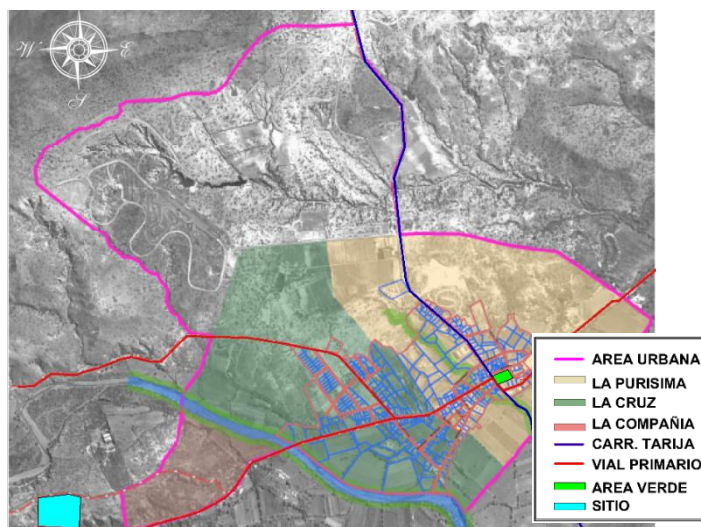 W
E
S
AREA URBANA
LA PURISIMA
LA CRUZ
LA COMPAÑIA
CARR. TARIJA
VIAL PRIMARIO
AREA VERDE
SITIO